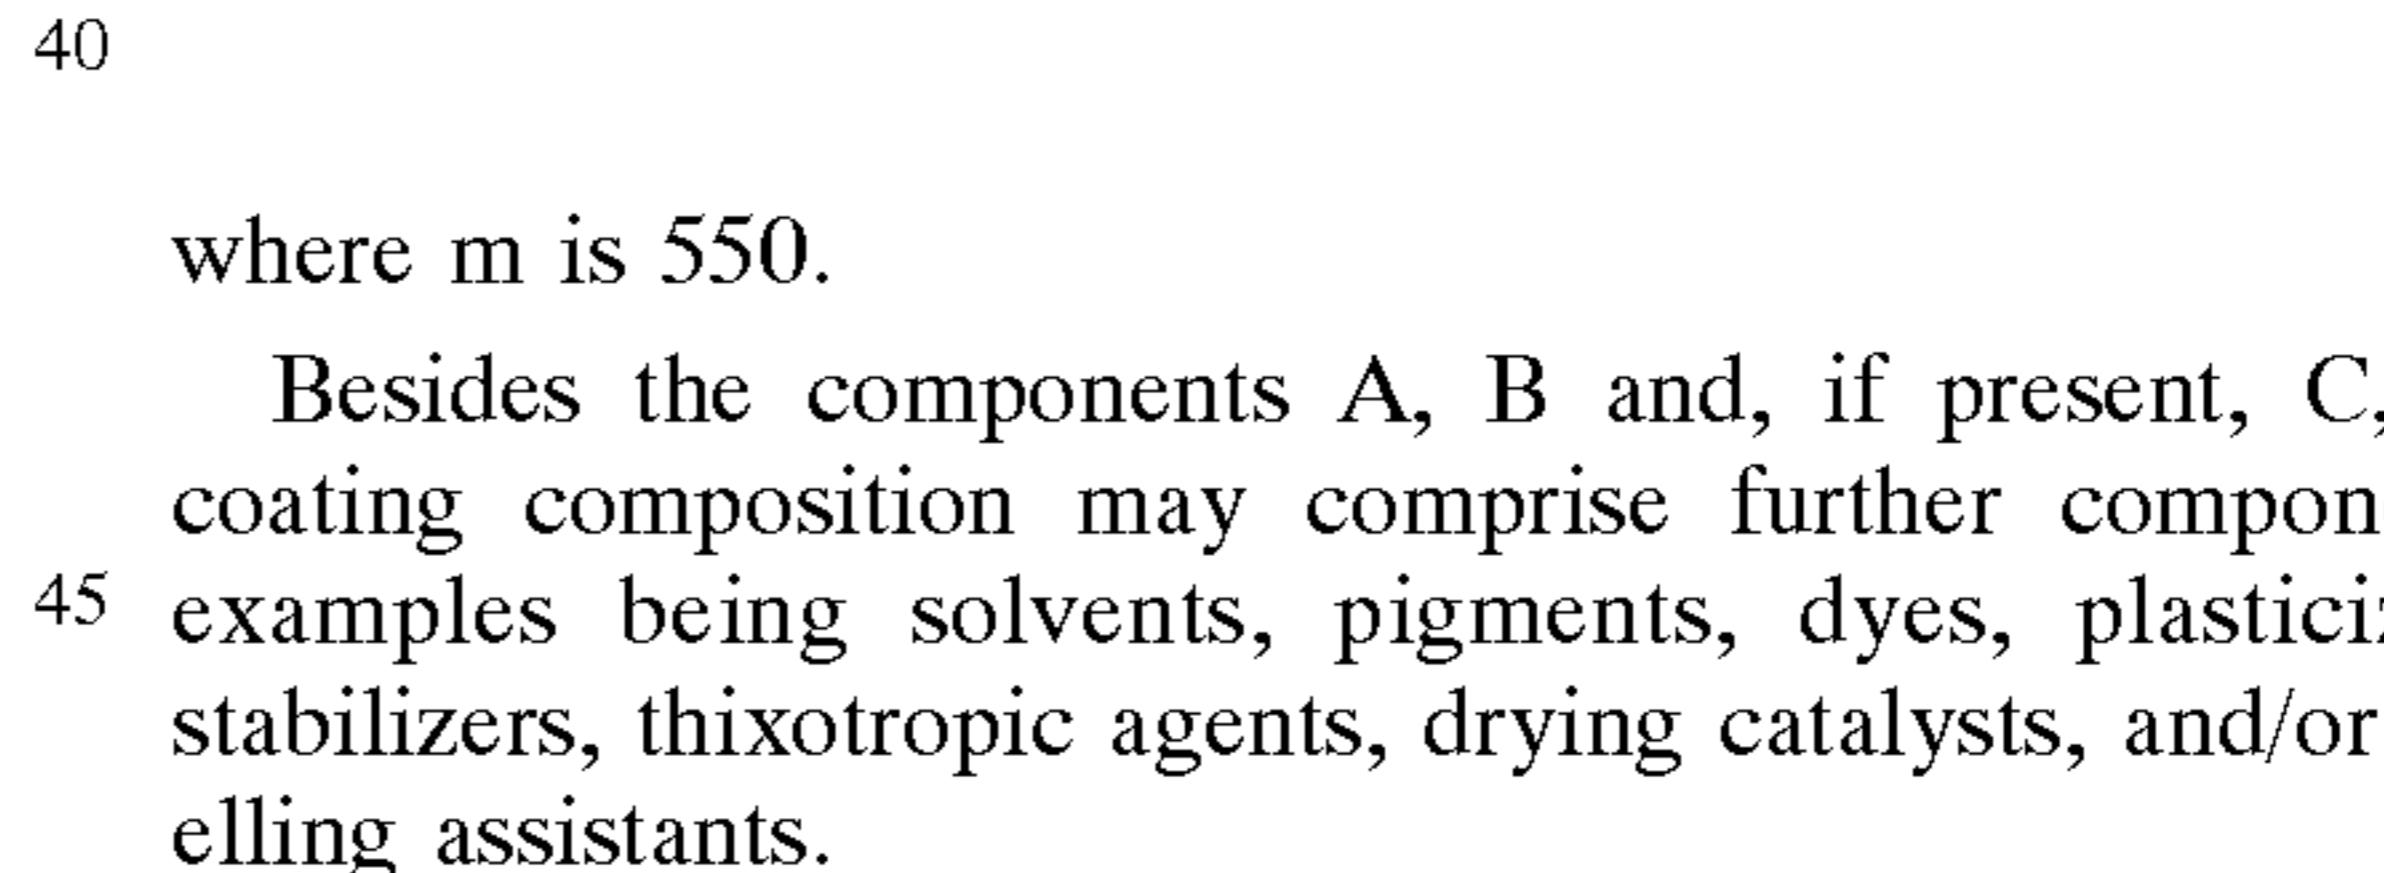 40
where m is 550.
Besides the components A, B and, if present, C,
coating composition may comprise further
45 examples being solvents, pigments, dyes,
stabilizers, thixotropic agents, drying catalysts, and/or
elling assistants.